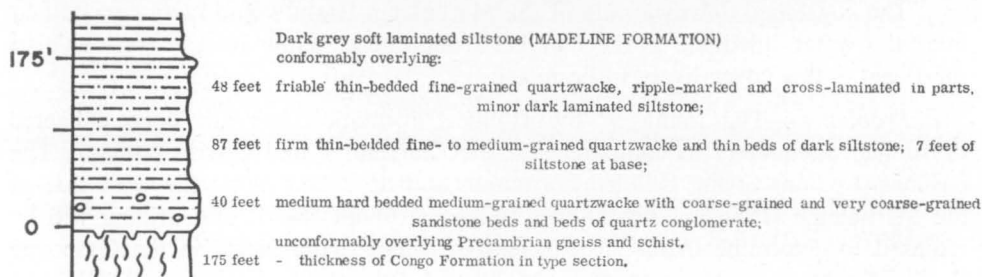 Dark grey soft laminated siltstone (MADELINE FORMATION)
175' conformably overlying:
48 feet friable thin-bedded fine-grained quartzwacke, ripple-marked and cross-laminated in parts,
minor dark laminated siltstone;
87 feet firm thin-bedded fine- to medium-grained quartzwacke and thin beds of dark siltstone; 7 feet of
siltstone at base;
40 feet medium hard bedded medium-grained quartzwacke with coarse-grained and very coarse-grained
sandstone beds and beds of quartz conglomerate;
0
unconformably overlying Precambrian gneiss and schist.
175 feet - thickness of Congo Formation in type section.